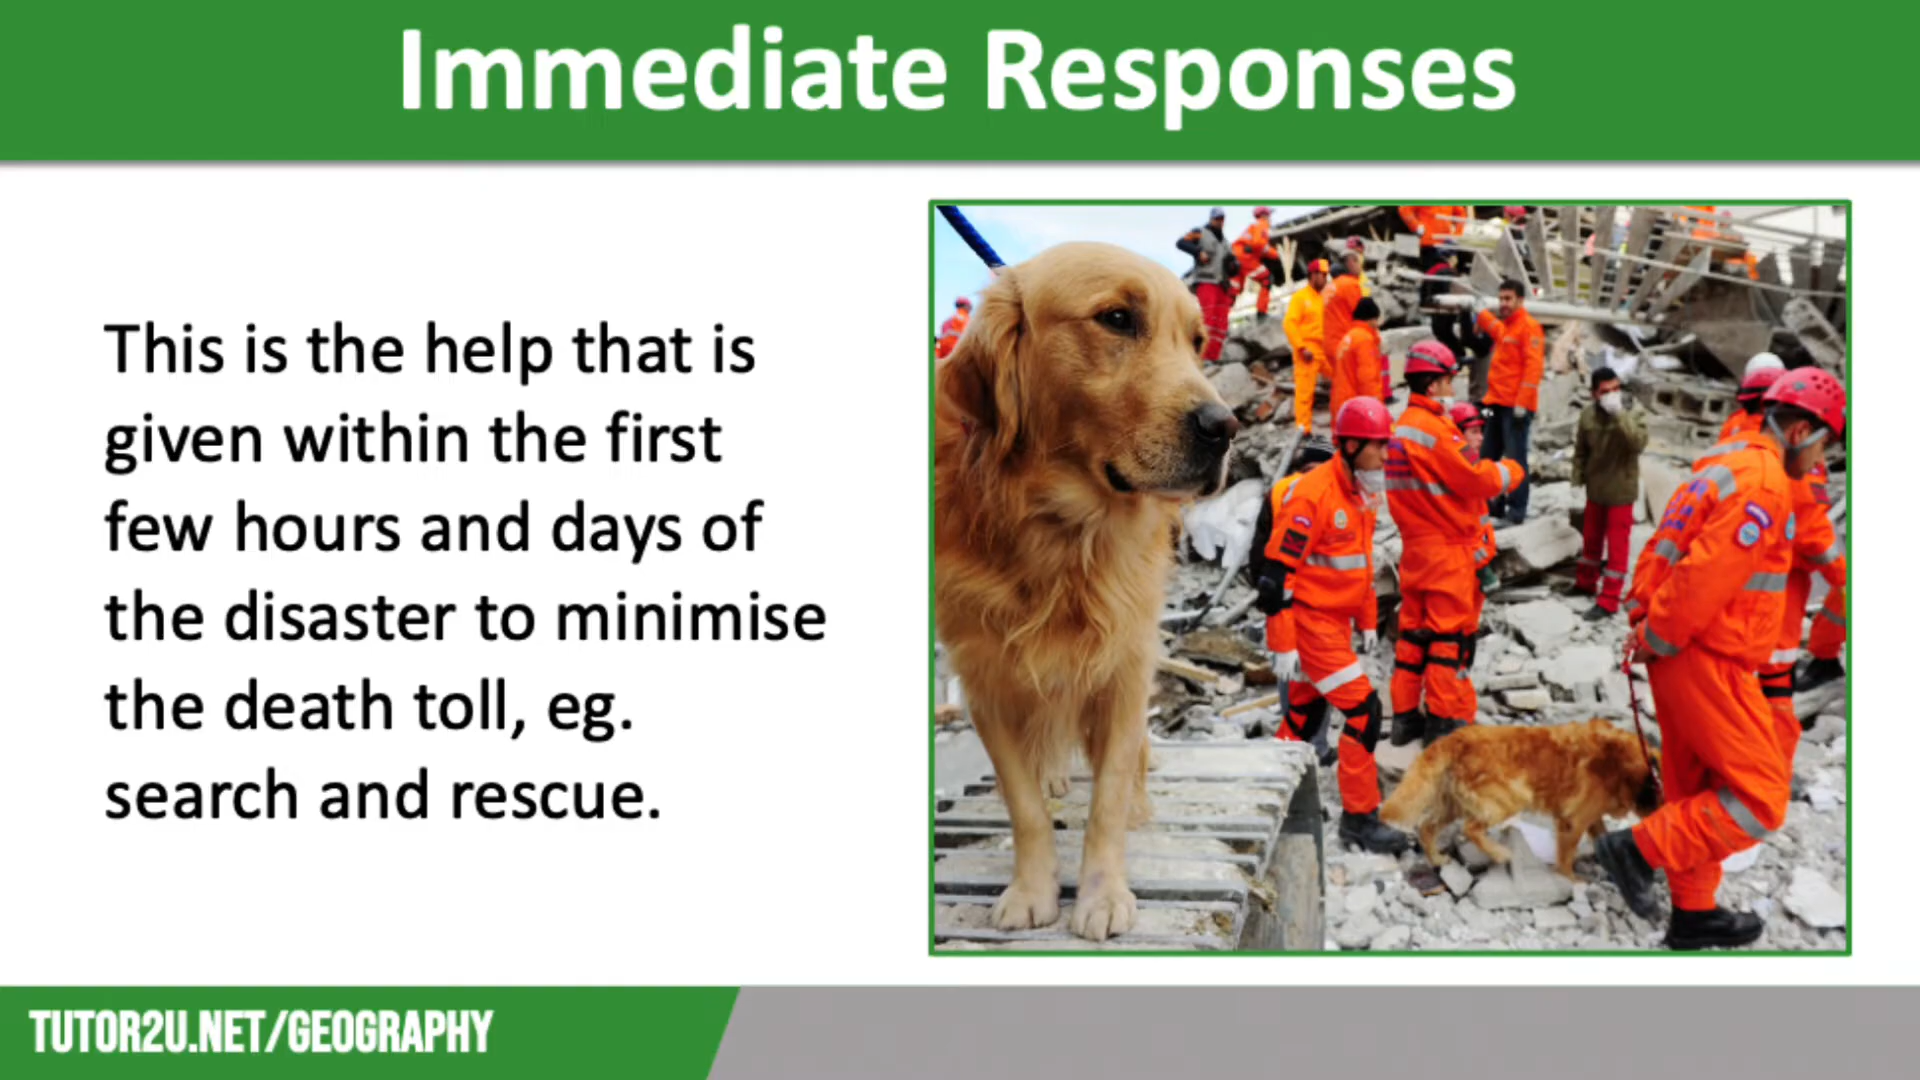 Immediate Responses
This is the help that is
given within the first
few hours and days of
the disaster to minimise
the death toll, eg.
search and rescue.
TUTOR2U.NET/GEOGRAPHY